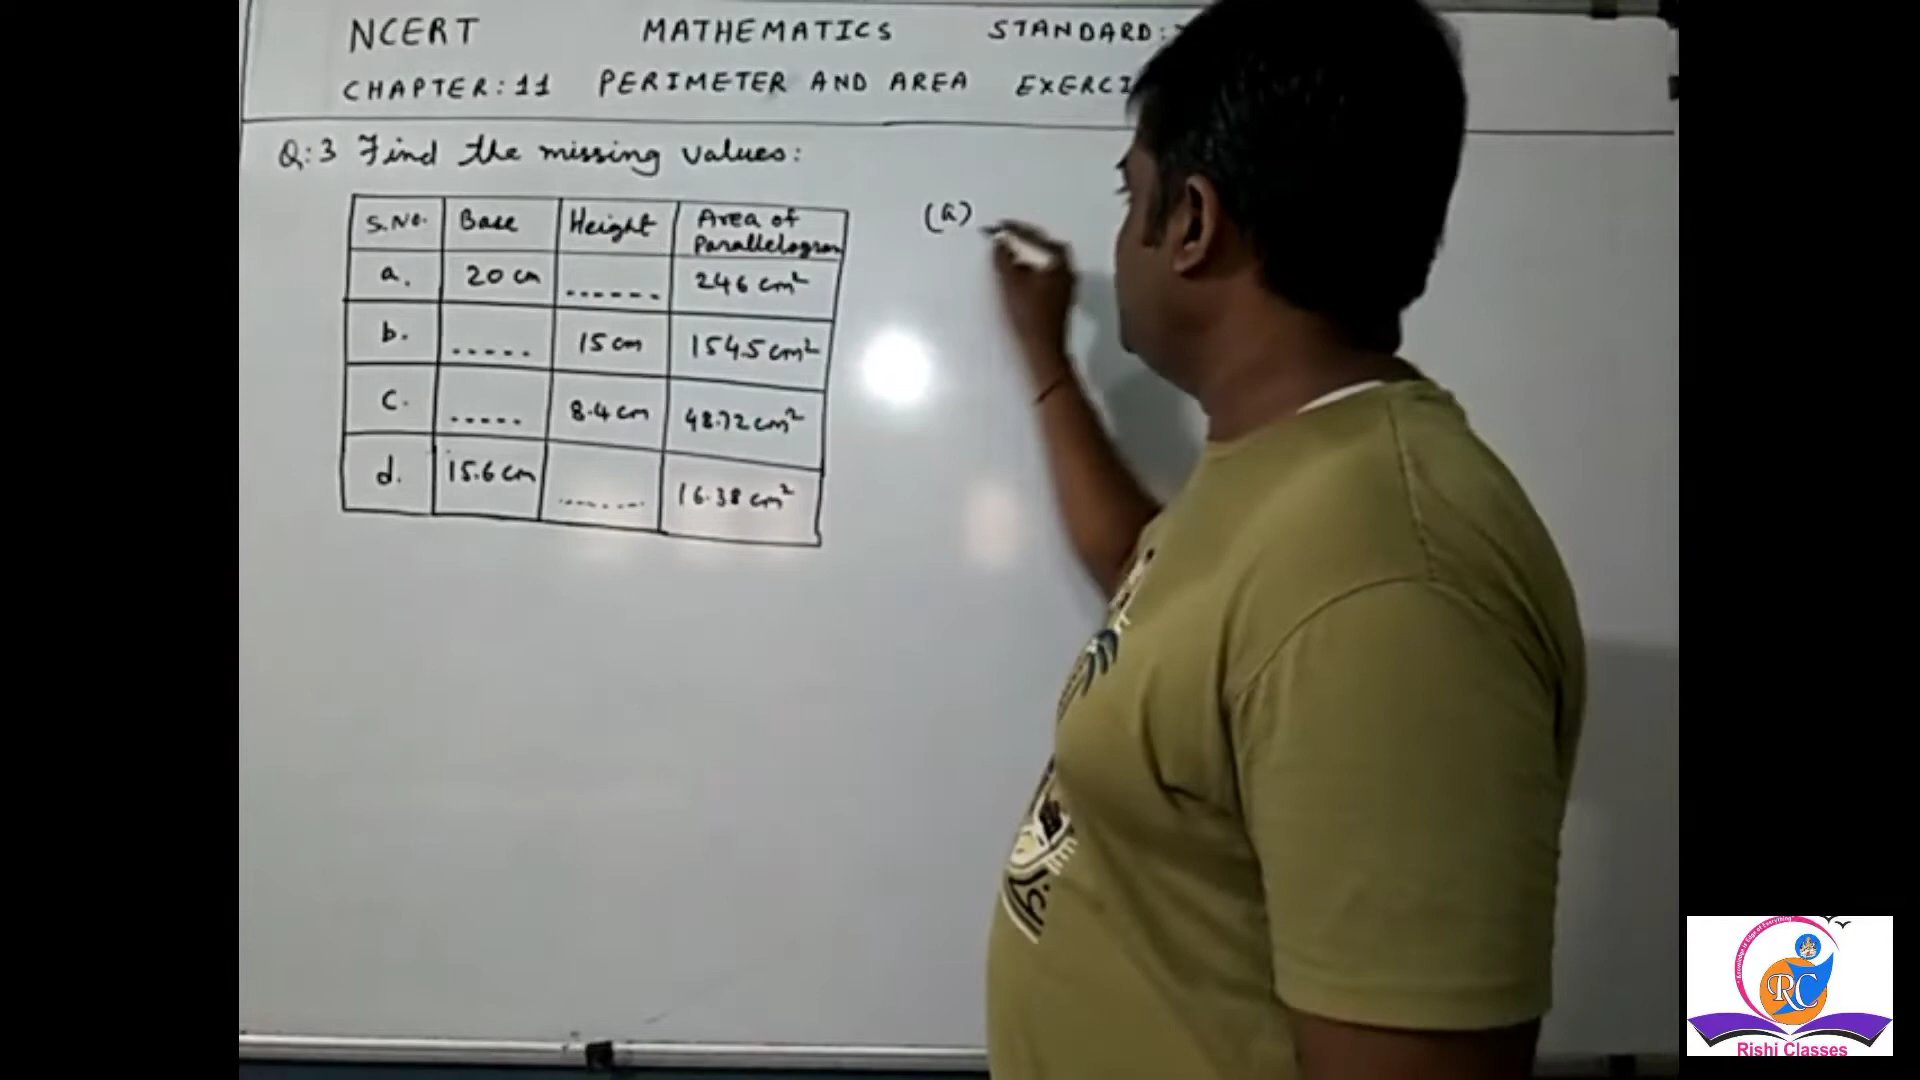 NCERT MATHEMATICS STANDARD:
CHAPTER:11 PERIMETER AND AREA
Q:3 Find the missing values:
S.No. Base Height Area of Parallelogram
a. 20 cm ...... 246 cm²
b. ..... 15 cm 154.5 cm²
c. ..... 8.4 cm 48.72 cm²
d. 15.6 cm ....... 16.38 cm²
(a)
RC
Rishi Classes